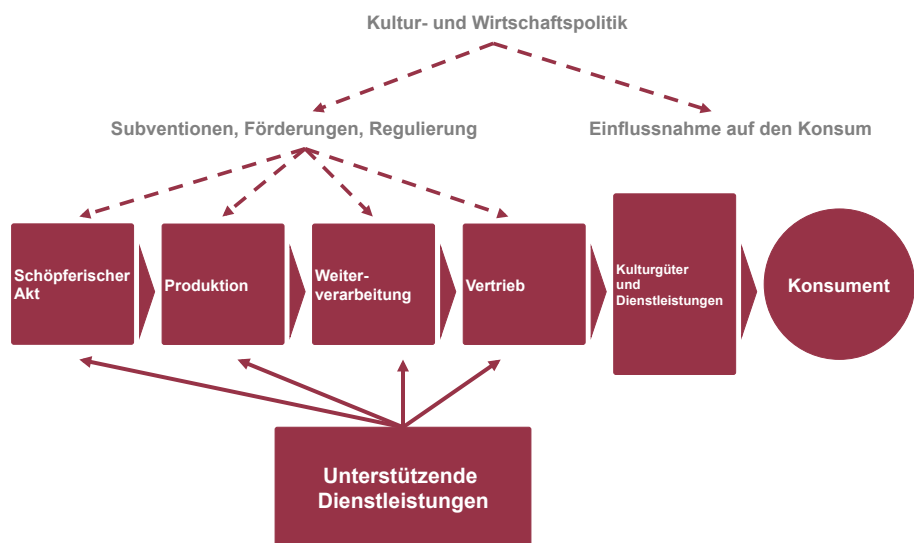 Kultur- und Wirtschaftspolitik
Subventionen, Förderungen, Regulierung
Einflussnahme auf den Konsum
Schöpferischer
Akt
Produktion
Weiter-
verarbeitung
Vertrieb
Kulturgüter
und
Dienstleistungen
Konsument
Unterstützende
Dienstleistungen